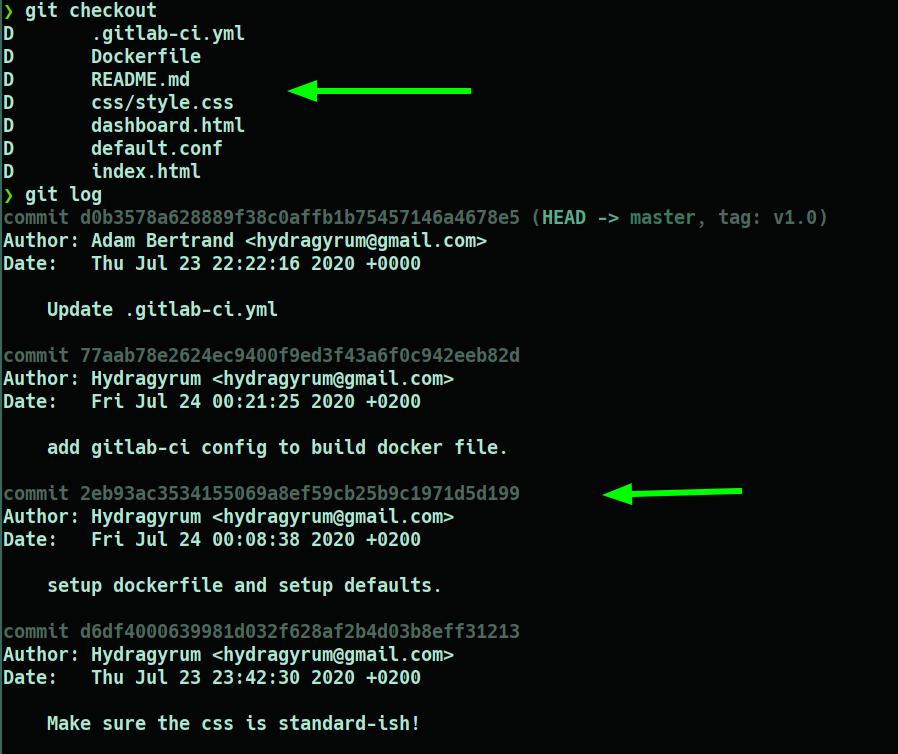 ❯ git checkout
D       .gitlab-ci.yml
D       Dockerfile
D       README.md
D       css/style.css
D       dashboard.html
D       default.conf
D       index.html
❯ git log
commit d0b3578a628889f38c0affb1b75457146a4678e5 (HEAD -> master, tag: v1.0)
Author: Adam Bertrand <hydragyrum@gmail.com>
Date:   Thu Jul 23 22:22:16 2020 +0000
    Update .gitlab-ci.yml
commit 77aab78e2624ec9400f9ed3f43a6f0c942eeb82d
Author: Hydragyrum <hydragyrum@gmail.com>
Date:   Fri Jul 24 00:21:25 2020 +0200
    add gitlab-ci config to build docker file.
commit 2eb93ac3534155069a8ef59cb25b9c1971d5d199
Author: Hydragyrum <hydragyrum@gmail.com>
Date:   Fri Jul 24 00:08:38 2020 +0200
    setup dockerfile and setup defaults.
commit d6df4000639981d032f628af2b4d03b8eff31213
Author: Hydragyrum <hydragyrum@gmail.com>
Date:   Thu Jul 23 23:42:30 2020 +0200
    Make sure the css is standard-ish!